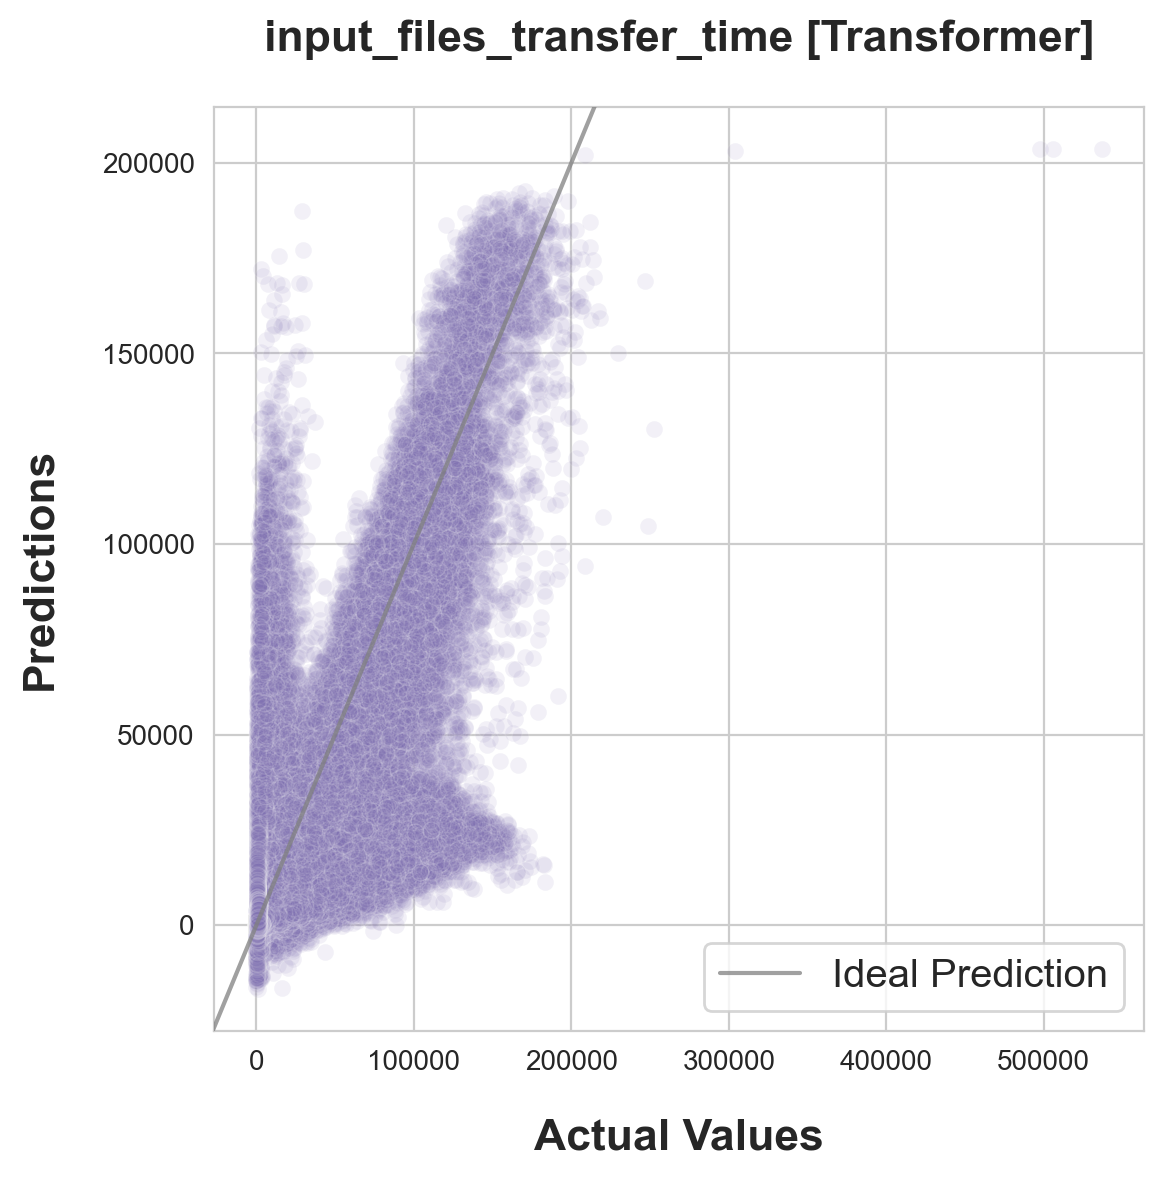 input_files_transfer_time [Transformer]
Predictions
200000
150000
100000
50000
0
0 100000 200000 300000 400000 500000
Ideal Prediction
Actual Values